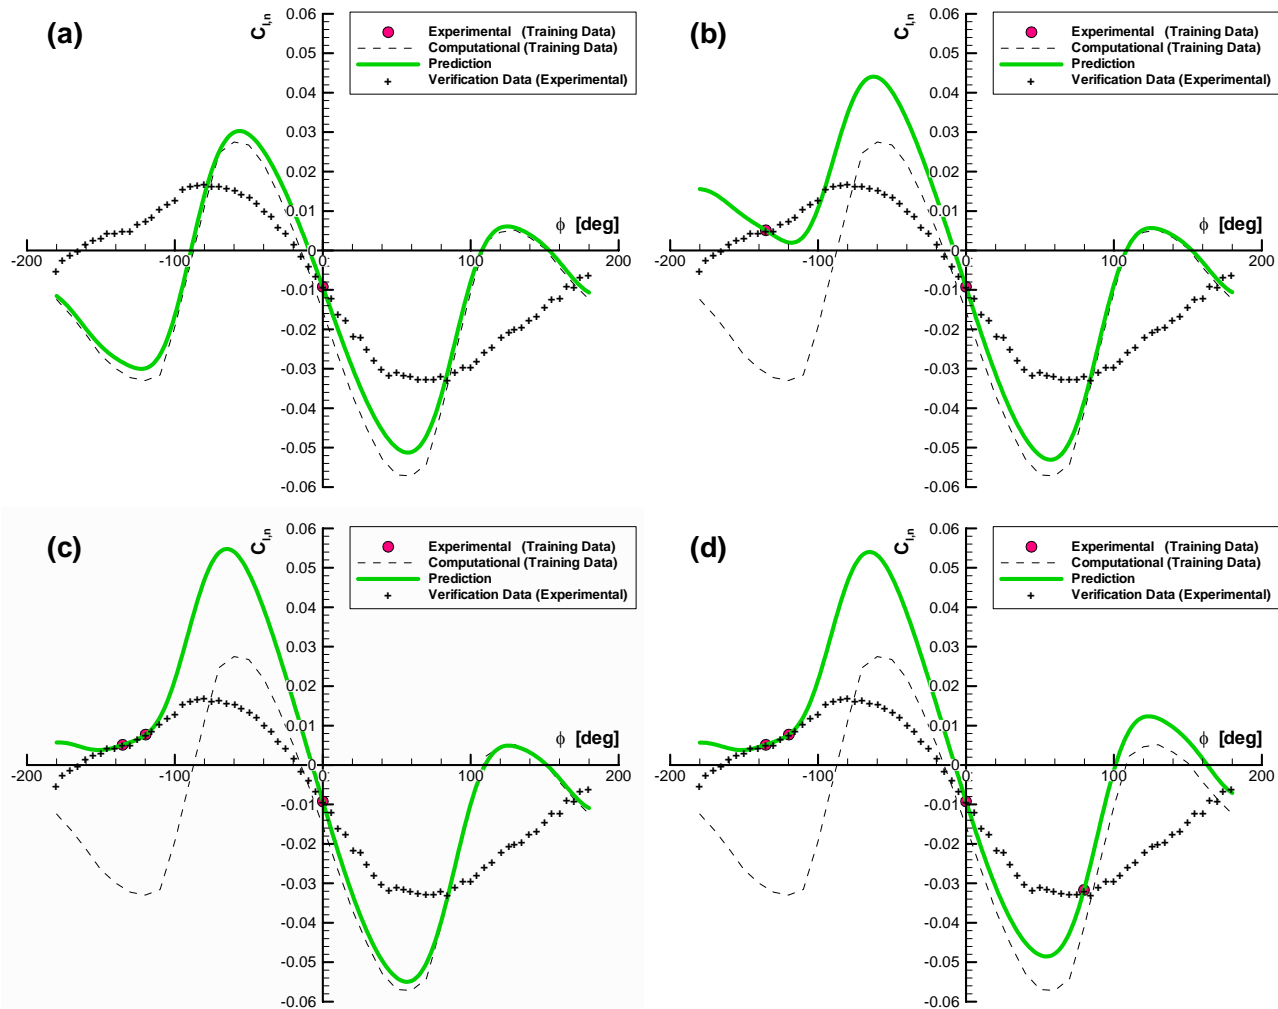 (a)
C_l,n
Experimental (Training Data)
Computational (Training Data)
Prediction
Verification Data (Experimental)
0.06
0.05
0.04
0.03
0.02
0.01
0
-0.01
-0.02
-0.03
-0.04
-0.05
-0.06
-200
-100
0
100
200
ϕ [deg]
(b)
C_l,n
Experimental (Training Data)
Computational (Training Data)
Prediction
Verification Data (Experimental)
0.06
0.05
0.04
0.03
0.02
0.01
0
-0.01
-0.02
-0.03
-0.04
-0.05
-0.06
-200
-100
0
100
200
ϕ [deg]
(c)
C_l,n
Experimental (Training Data)
Computational (Training Data)
Prediction
Verification Data (Experimental)
0.06
0.05
0.04
0.03
0.02
0.01
0
-0.01
-0.02
-0.03
-0.04
-0.05
-0.06
-200
-100
0
100
200
ϕ [deg]
(d)
C_l,n
Experimental (Training Data)
Computational (Training Data)
Prediction
Verification Data (Experimental)
0.06
0.05
0.04
0.03
0.02
0.01
0
-0.01
-0.02
-0.03
-0.04
-0.05
-0.06
-200
-100
0
100
200
ϕ [deg]